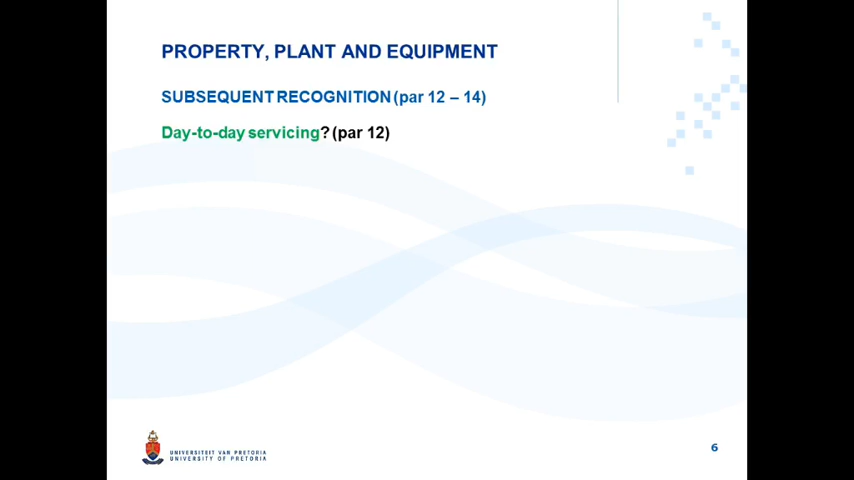 PROPERTY, PLANT AND EQUIPMENT
SUBSEQUENT RECOGNITION (par 12 – 14)
Day-to-day servicing? (par 12)
UNIVERSITEIT VAN PRETORIA
UNIVERSITY OF PRETORIA
6